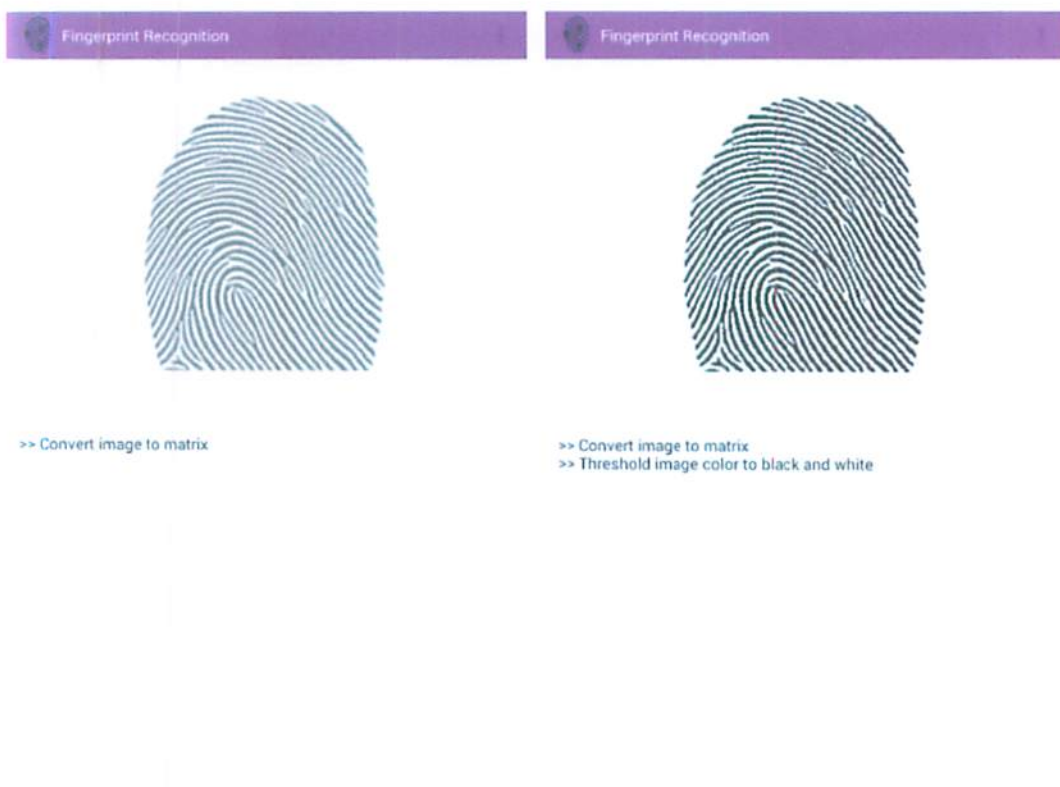 Fingerprint Recognition
>> Convert image to matrix
Fingerprint Recognition
>> Convert image to matrix
>> Threshold image color to black and white